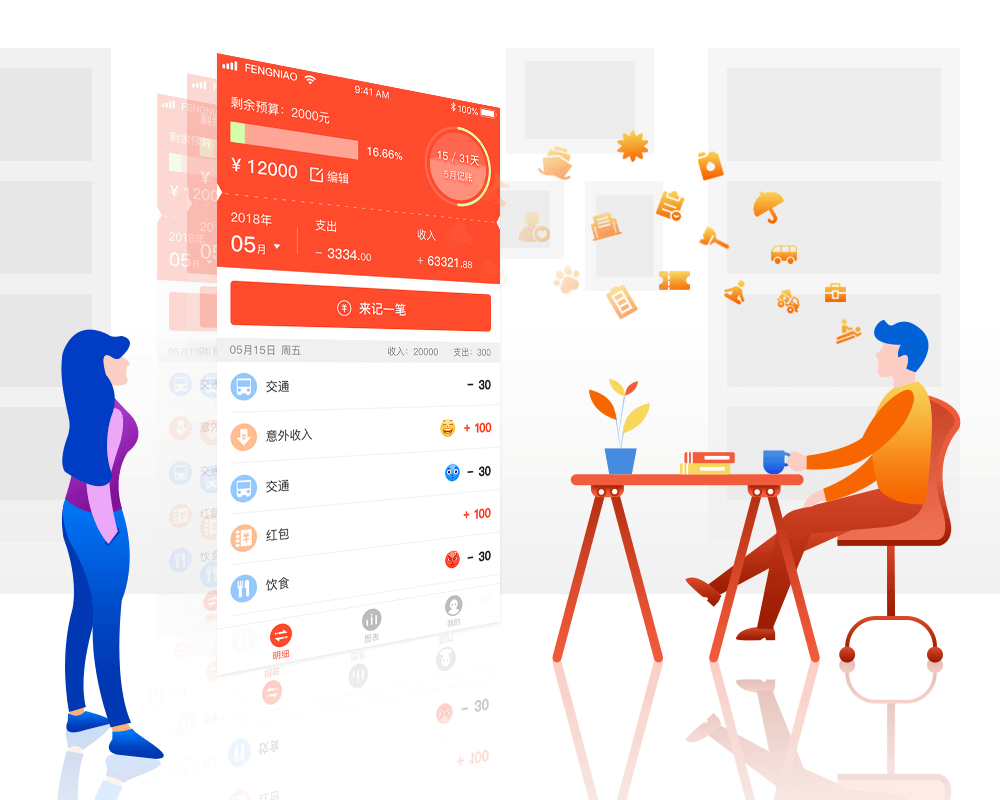 FENGNIAO
9:41 AM
100%
剩余预算：2000元
16.66%
¥ 12000 编辑
15 / 31天
5月记账
2018年
05月
支出
- 3334.00
收入
+ 63321.88
来记一笔
05月15日 周五 收入：20000 支出：300
交通 - 30
意外收入 + 100
交通 - 30
红包 + 100
饮食 - 30
明细
图表
我的